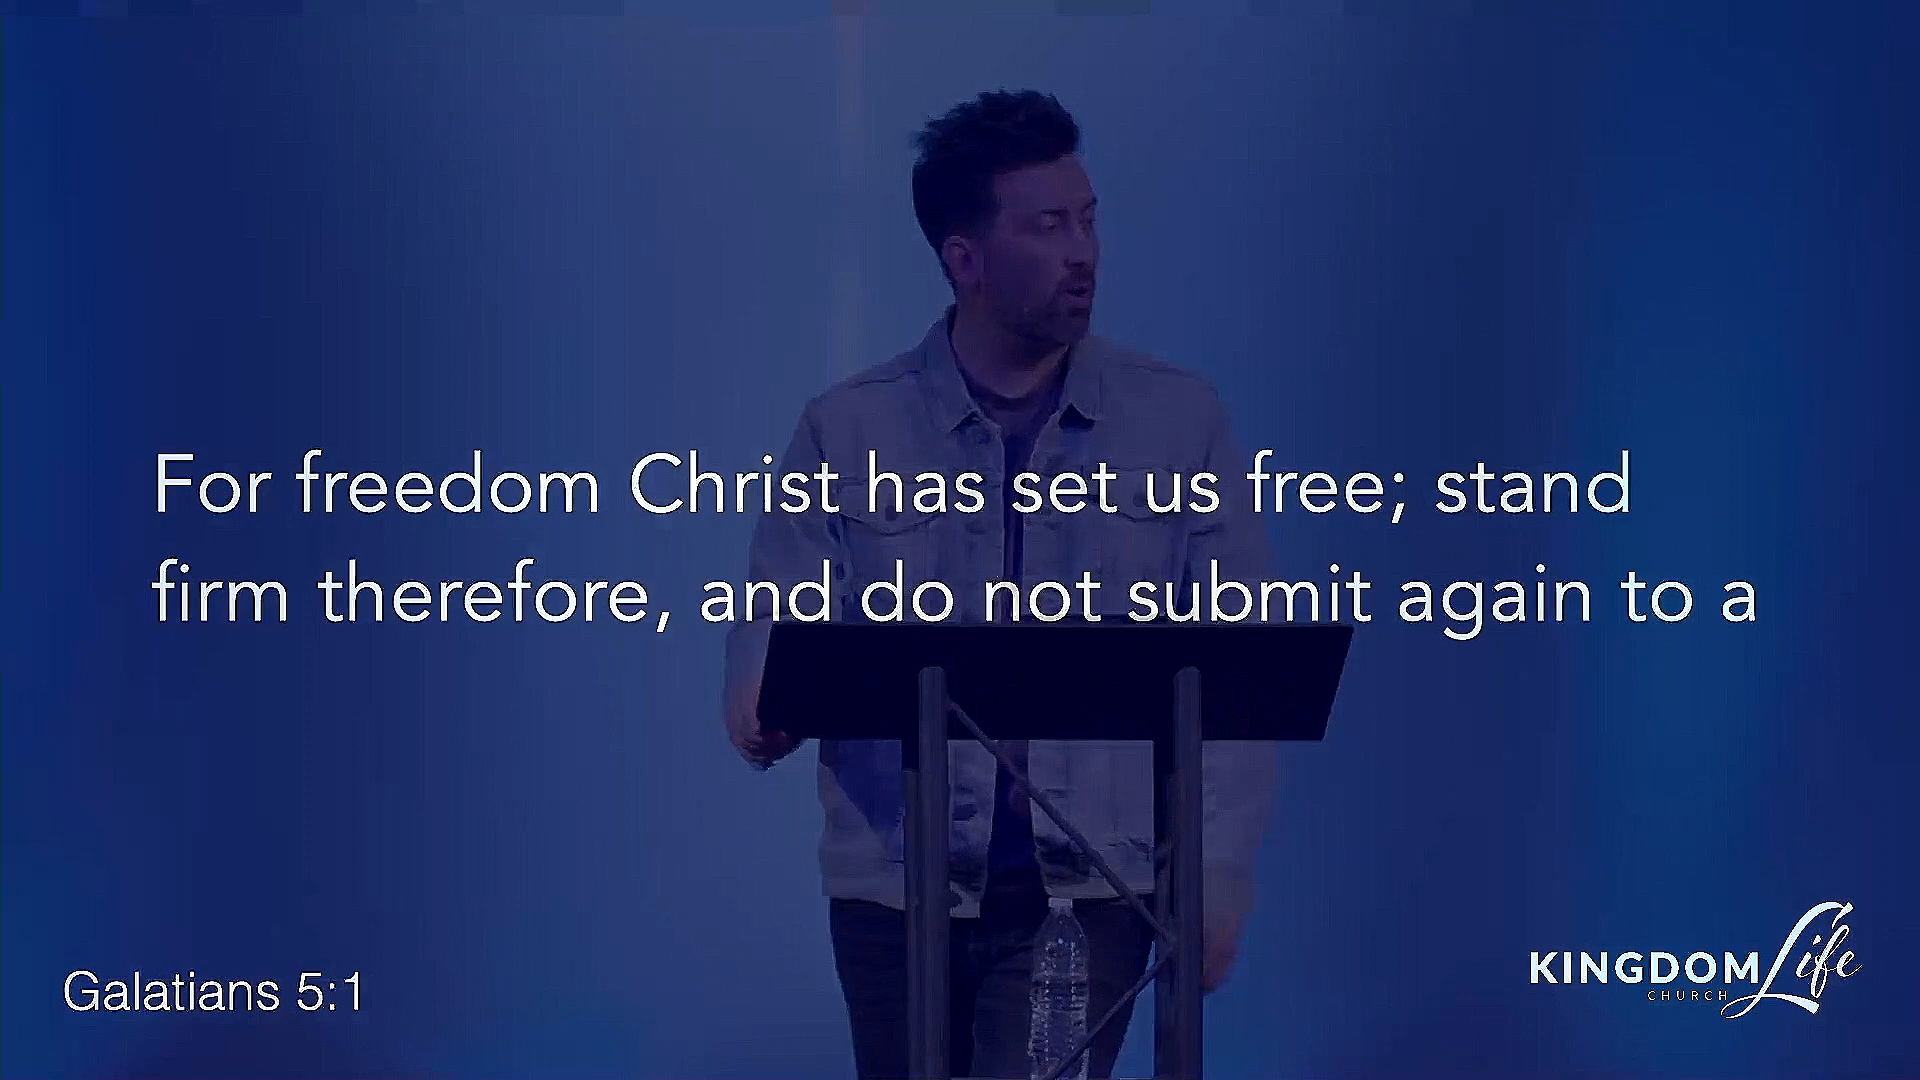 For freedom Christ has set us free; stand
firm therefore, and do not submit again to a
Galatians 5:1
KINGDOM Life
CHURCH